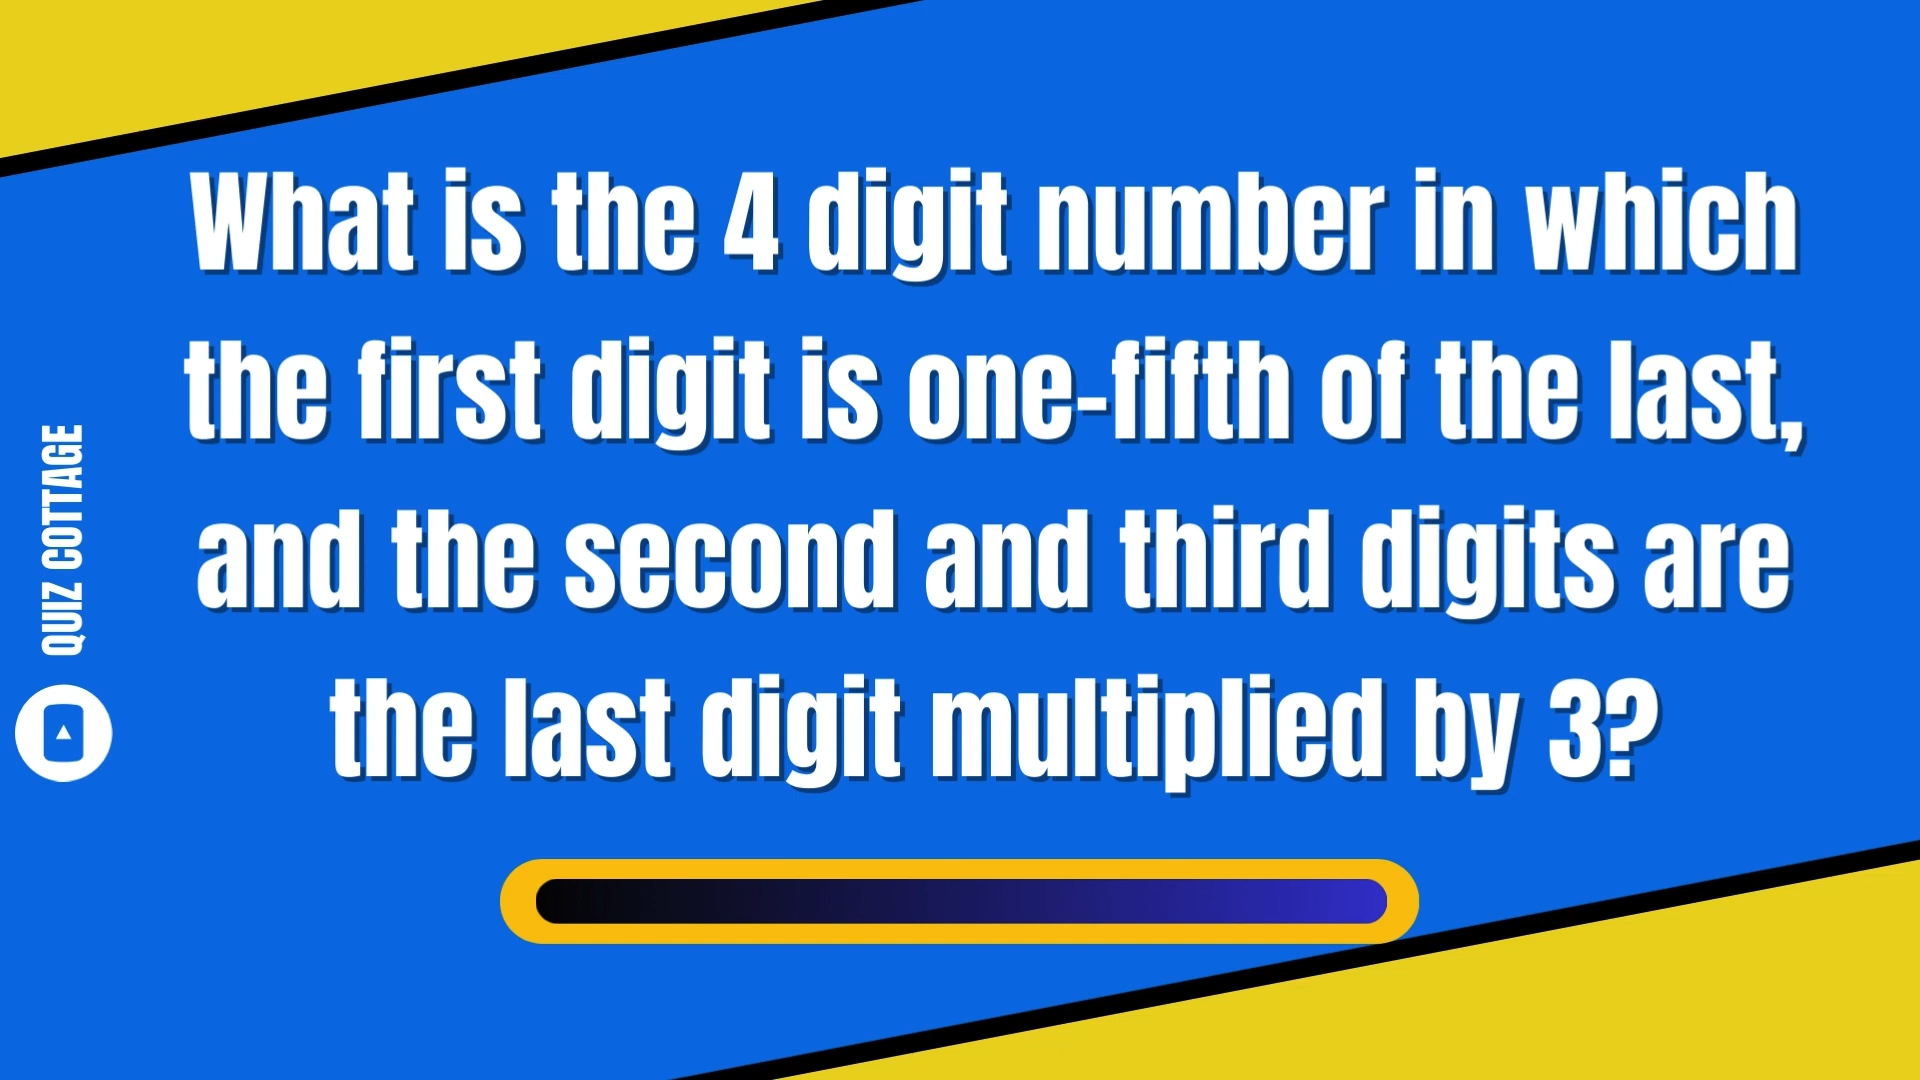 What is the 4 digit number in which
the first digit is one-fifth of the last,
and the second and third digits are
the last digit multiplied by 3?
QUIZ COTTAGE